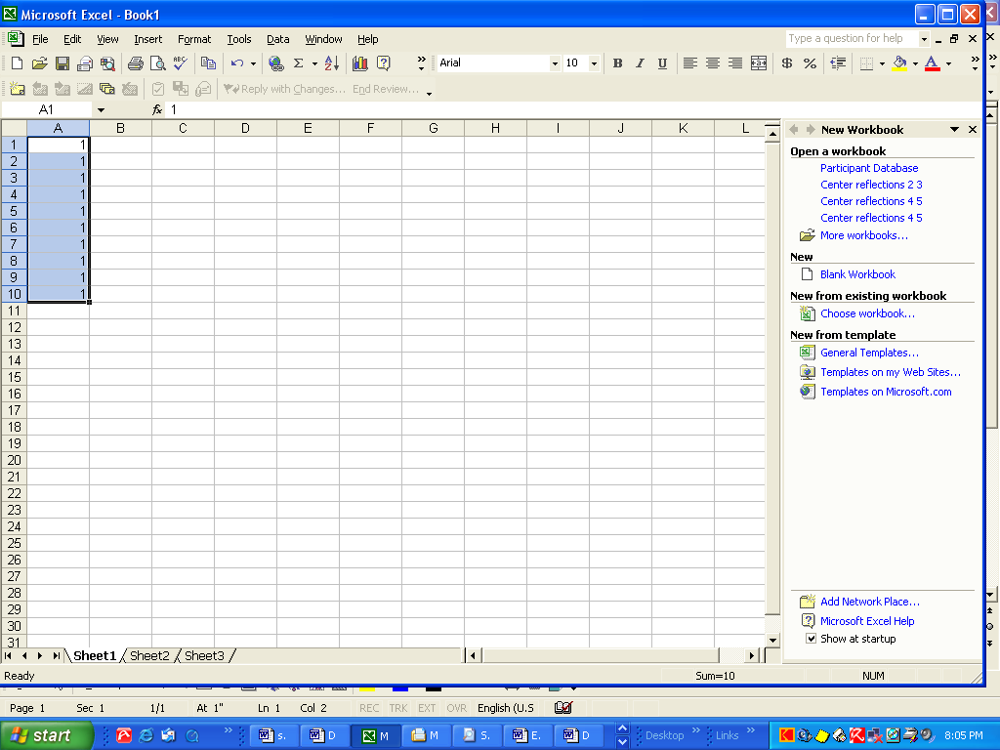 Microsoft Excel - Book1
File Edit View Insert Format Tools Data Window Help
Type a question for help
Arial 10 B I U $ %
Reply with Changes... End Review...
A1 fx 1
A B C D E F G H I J K L
1 1
2 1
3 1
4 1
5 1
6 1
7 1
8 1
9 1
10 1
11
12
13
14
15
16
17
18
19
20
21
22
23
24
25
26
27
28
29
30
31
New Workbook
Open a workbook
Participant Database
Center reflections 2 3
Center reflections 4 5
Center reflections 4 5
More workbooks...
New
Blank Workbook
New from existing workbook
Choose workbook...
New from template
General Templates...
Templates on my Web Sites...
Templates on Microsoft.com
Add Network Place...
Microsoft Excel Help
Show at startup
Sheet1 Sheet2 Sheet3
Ready Sum=10 NUM
Page 1 Sec 1 1/1 At 1" Ln 1 Col 2 REC TRK EXT OVR English (U.S
start s. D M M S. E. D Desktop Links 8:05 PM